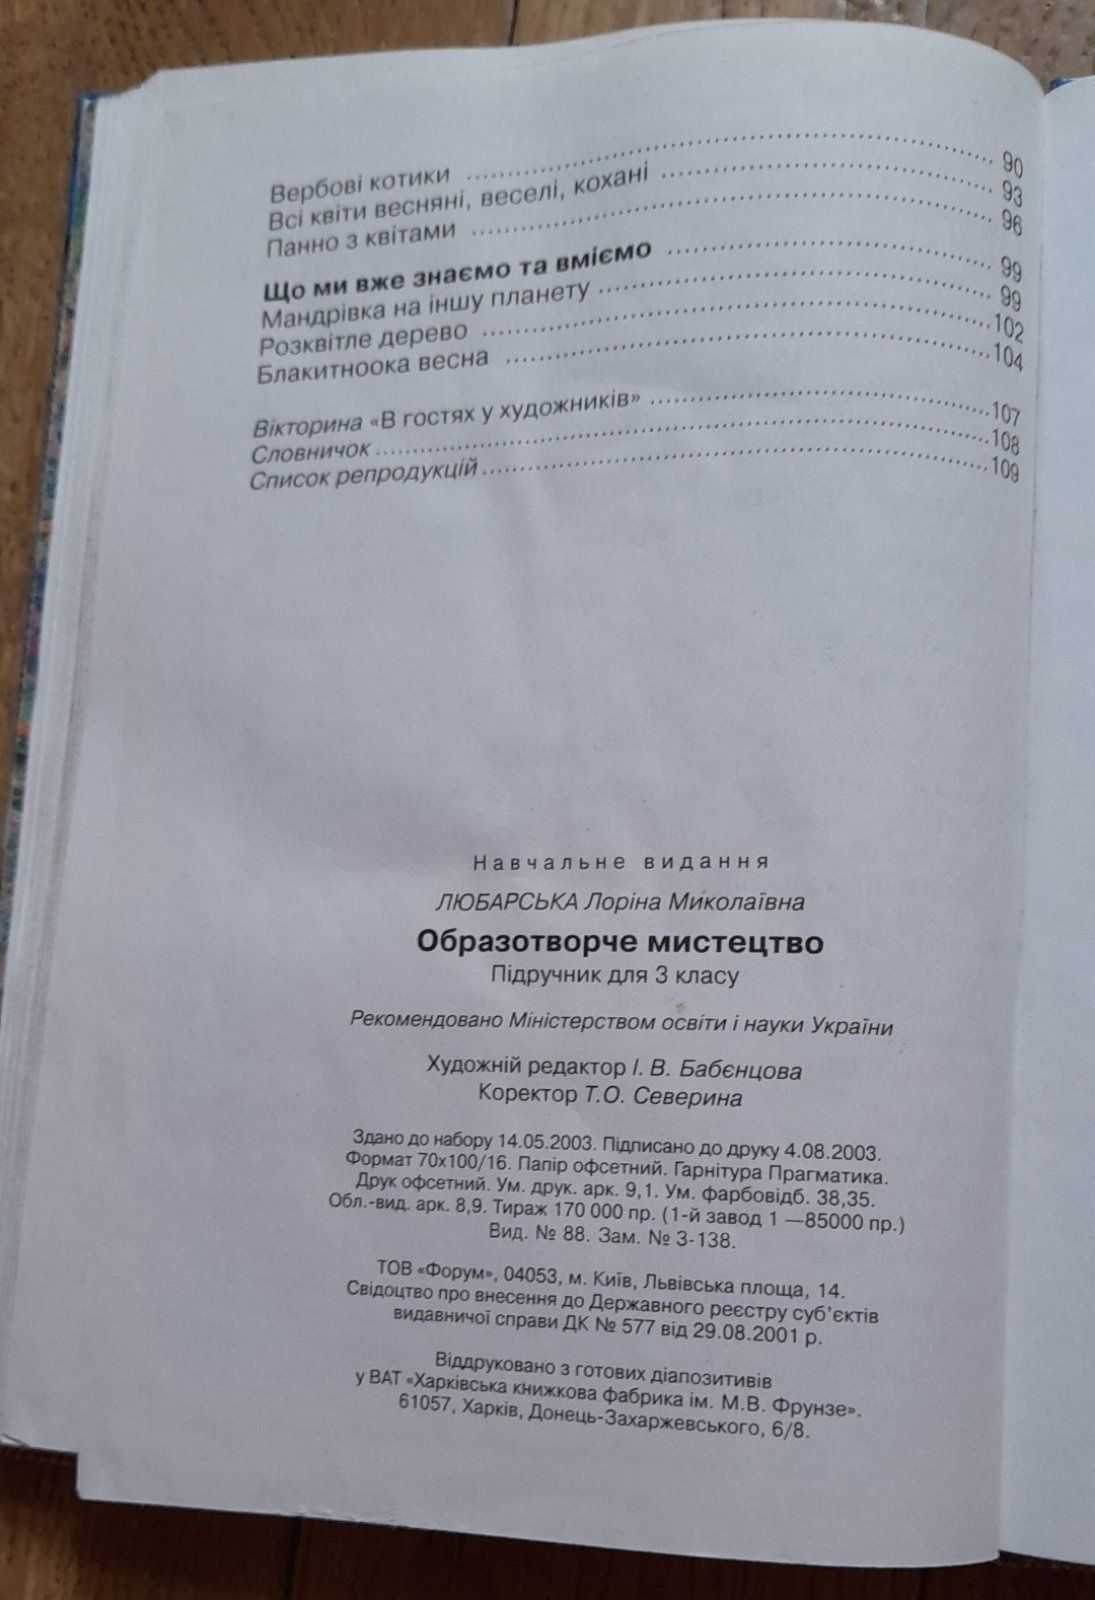 Вербові котики ........ 90
Всі квіти весняні, веселі, кохані ........ 93
Панно з квітами ........ 96
Що ми вже знаємо та вміємо ........ 99
Мандрівка на іншу планету ........ 99
Розквітле дерево ........ 102
Блакитноока весна ........ 104
Вікторина «В гостях у художників» ........ 107
Словничок ........ 108
Список репродукцій ........ 109
Навчальне видання
ЛЮБАРСЬКА Лоріна Миколаївна
Образотворче мистецтво
Підручник для 3 класу
Рекомендовано Міністерством освіти і науки України
Художній редактор І. В. Бабєнцова
Коректор Т.О. Северина
Здано до набору 14.05.2003. Підписано до друку 4.08.2003.
Формат 70х100/16. Папір офсетний. Гарнітура Прагматика.
Друк офсетний. Ум. друк. арк. 9,1. Ум. фарбовідб. 38,35.
Обл.-вид. арк. 8,9. Тираж 170 000 пр. (1-й завод 1 —85000 пр.)
Вид. № 88. Зам. № 3-138.
ТОВ «Форум», 04053, м. Київ, Львівська площа, 14.
Свідоцтво про внесення до Державного реєстру суб'єктів
видавничої справи ДК № 577 від 29.08.2001 р.
Віддруковано з готових діапозитивів
у ВАТ «Харківська книжкова фабрика ім. М.В. Фрунзе».
61057, Харків, Донець-Захаржевського, 6/8.